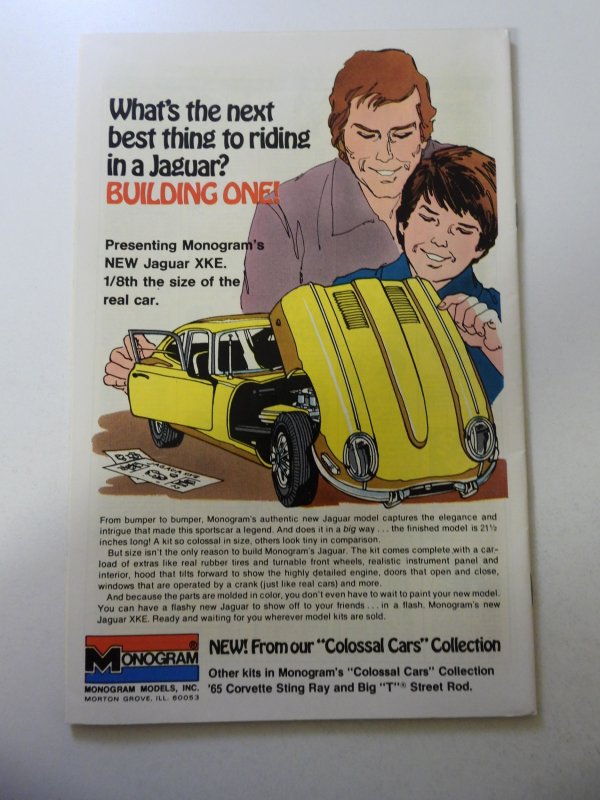 What's the next
best thing to riding
in a Jaguar?
BUILDING ONE!
Presenting Monogram's
NEW Jaguar XKE.
1/8th the size of the
real car.
JAGUAR XKE
From bumper to bumper, Monogram's authentic new Jaguar model captures the elegance and
intrigue that made this sportscar a legend. And does it in a big way . . . the finished model is 21½
inches long! A kit so colossal in size, others look tiny in comparison.
But size isn't the only reason to build Monogram's Jaguar. The kit comes complete with a car-
load of extras like real rubber tires and turnable front wheels, realistic instrument panel and
interior, hood that tilts forward to show the highly detailed engine, doors that open and close,
windows that are operated by a crank (just like real cars) and more.
And because the parts are molded in color, you don't even have to wait to paint your new model.
You can have a flashy new Jaguar to show off to your friends . . . in a flash. Monogram's new
Jaguar XKE. Ready and waiting for you wherever model kits are sold.
MONOGRAM®
MONOGRAM MODELS, INC.
MORTON GROVE, ILL. 60053
NEW! From our "Colossal Cars" Collection
Other kits in Monogram's "Colossal Cars" Collection
'65 Corvette Sting Ray and Big "T"® Street Rod.